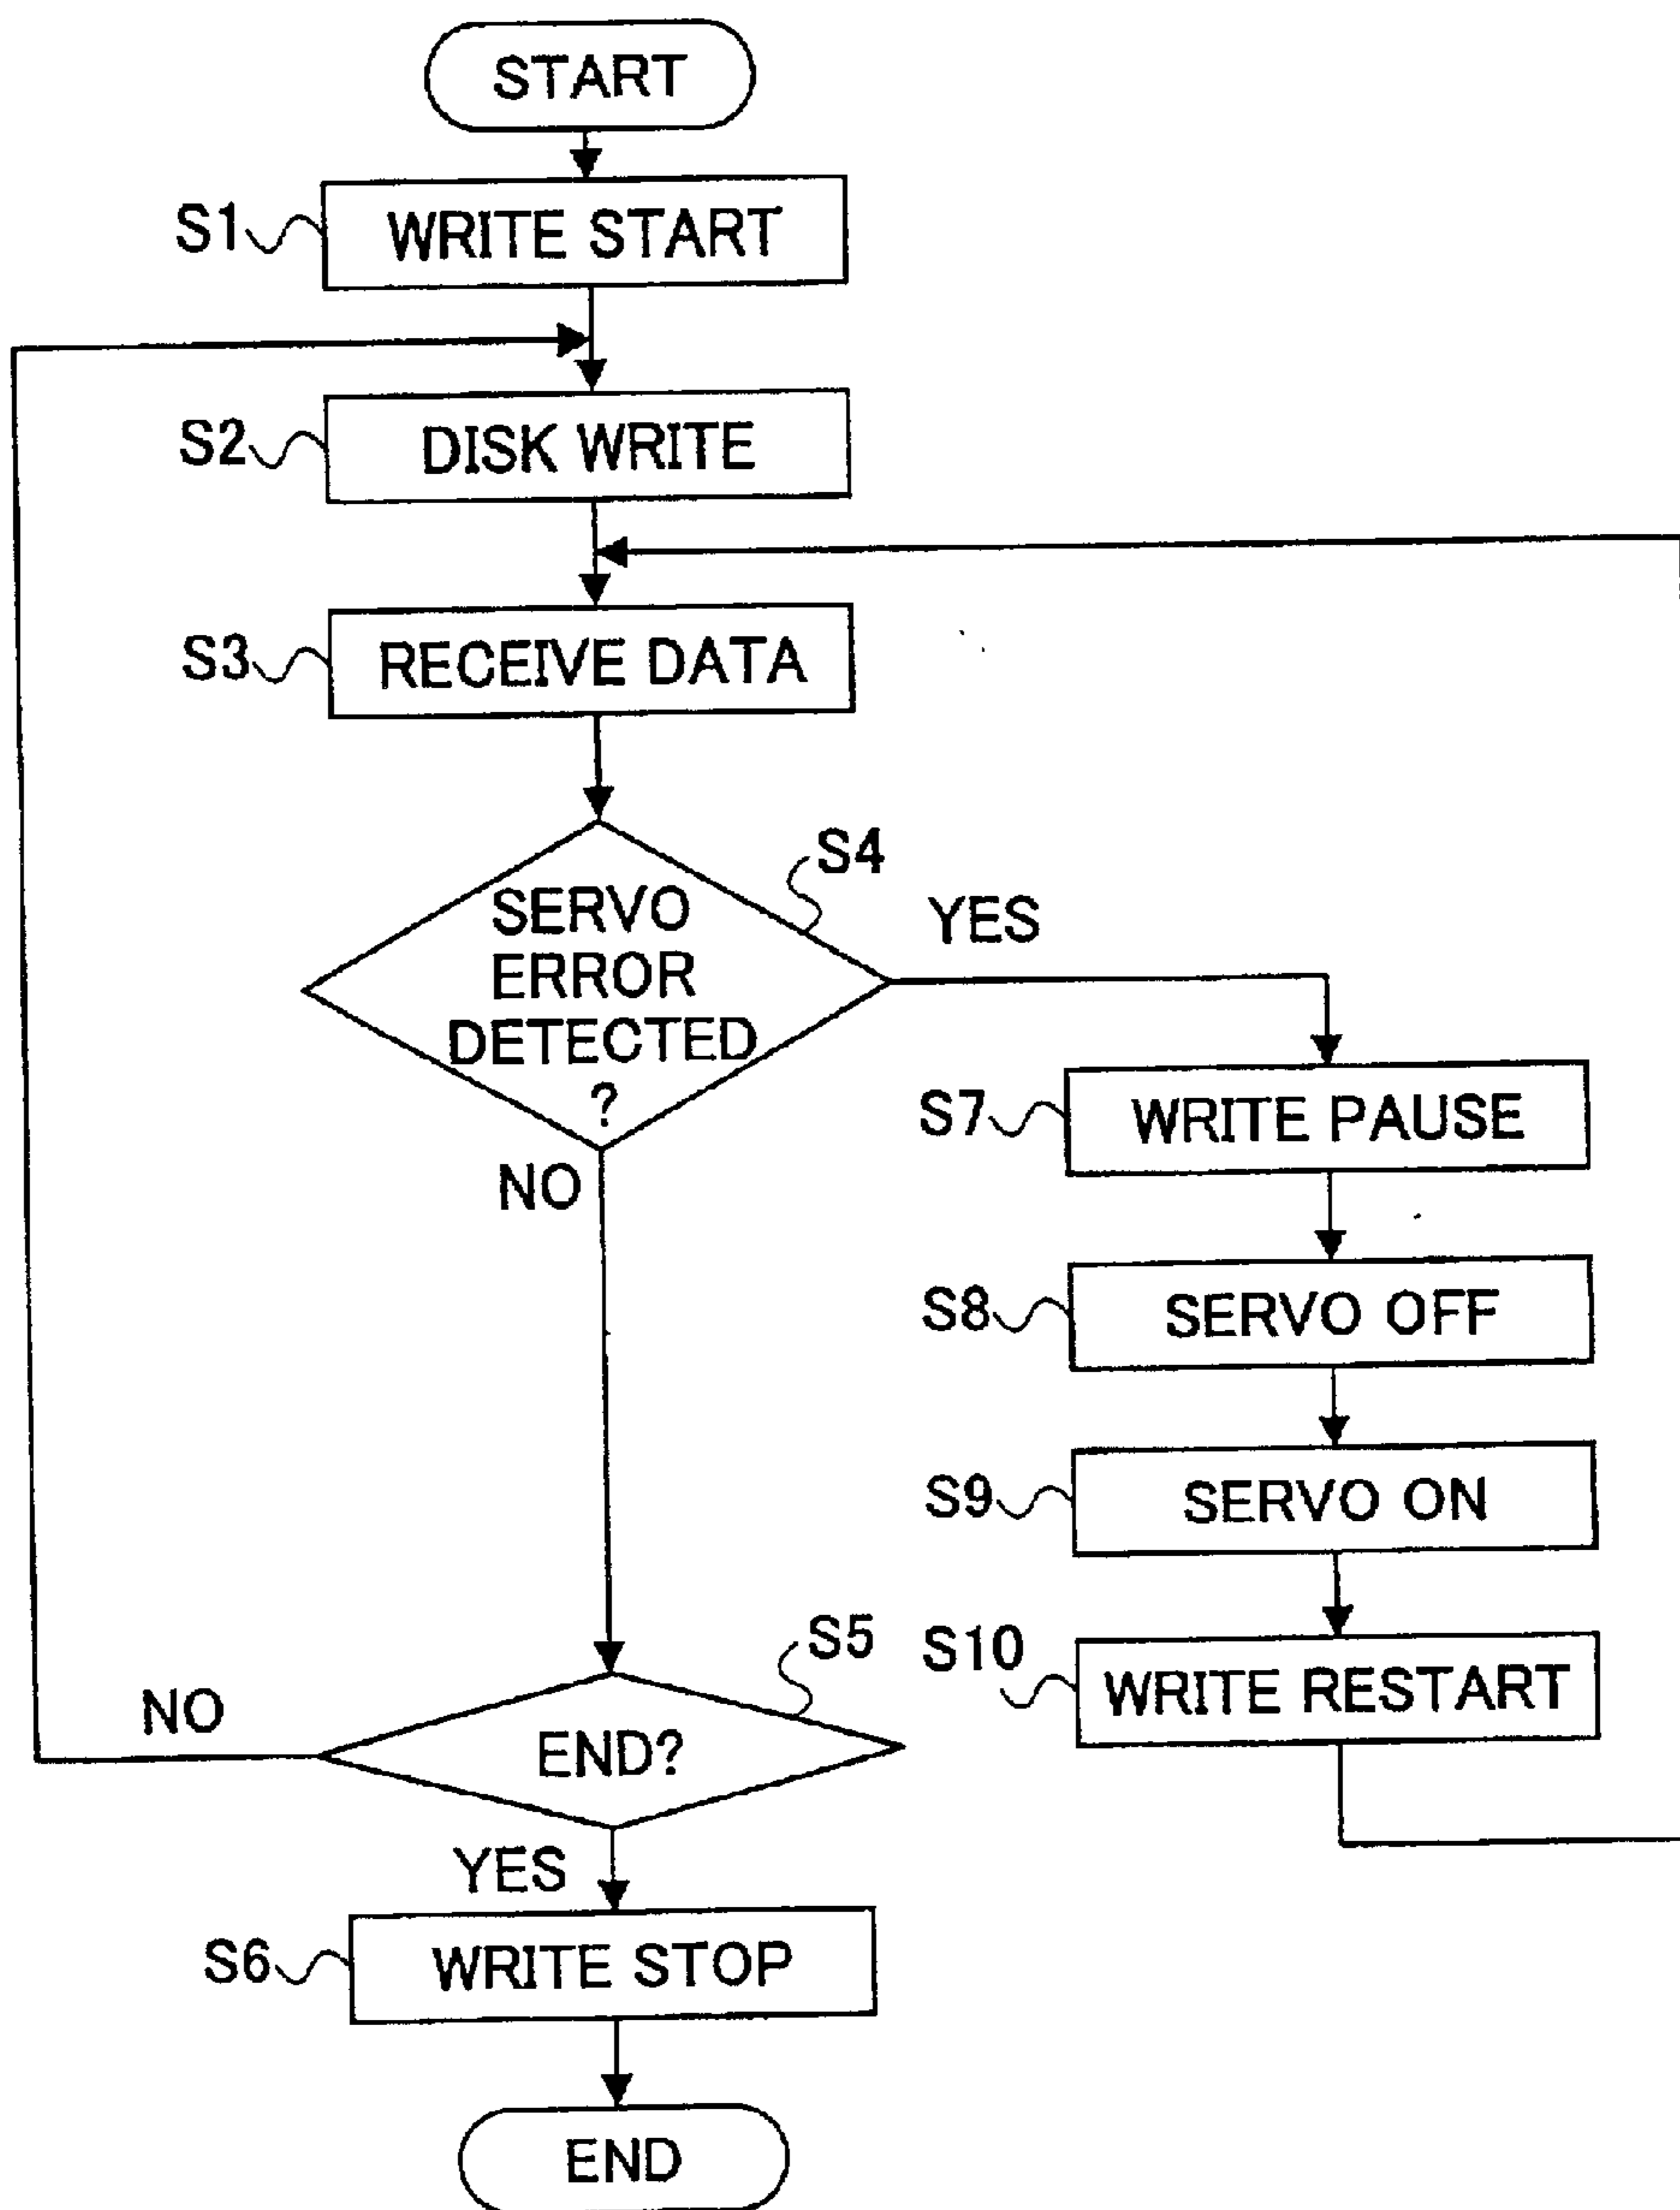 START
S1
WRITE START
S2
DISK WRITE
S3
RECEIVE DATA
S4
SERVO
ERROR
DETECTED
?
YES
NO
S7
WRITE PAUSE
S8
SERVO OFF
S9
SERVO ON
S10
WRITE RESTART
S5
END?
NO
YES
S6
WRITE STOP
END